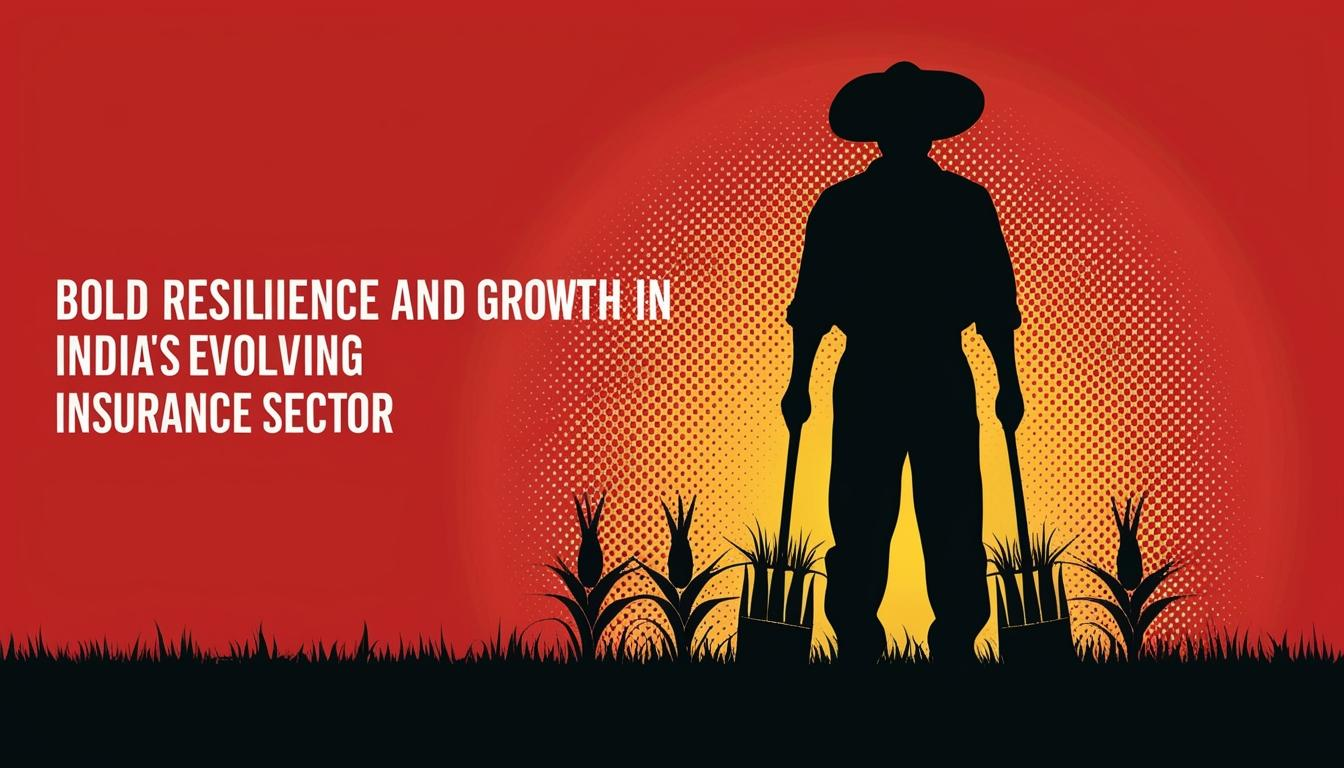 BOLD RESILIIENCE AND GROWTH IN
INDIA'S EVOLVING
INSURANCE SECTOR